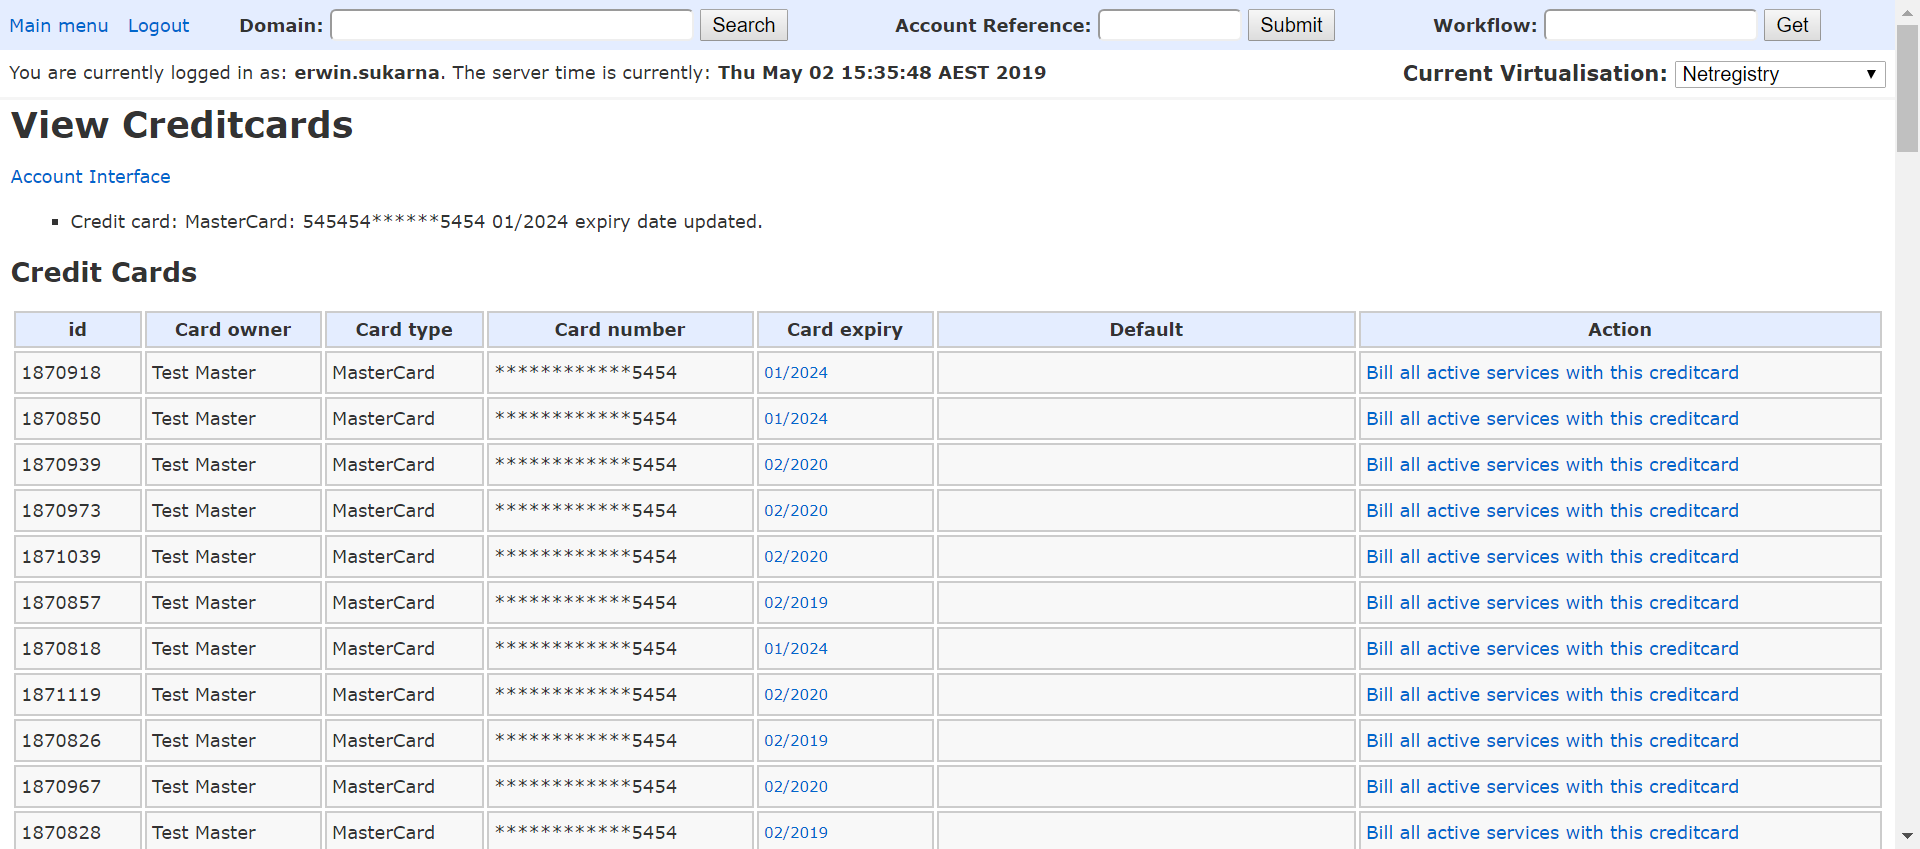 Main menu Logout Domain: Search Account Reference: Submit Workflow: Get
You are currently logged in as: erwin.sukarna. The server time is currently: Thu May 02 15:35:48 AEST 2019 Current Virtualisation: Netregistry
View Creditcards
Account Interface
Credit card: MasterCard: 545454******5454 01/2024 expiry date updated.
Credit Cards
id Card owner Card type Card number Card expiry Default Action
1870918 Test Master MasterCard ************5454 01/2024 Bill all active services with this creditcard
1870850 Test Master MasterCard ************5454 01/2024 Bill all active services with this creditcard
1870939 Test Master MasterCard ************5454 02/2020 Bill all active services with this creditcard
1870973 Test Master MasterCard ************5454 02/2020 Bill all active services with this creditcard
1871039 Test Master MasterCard ************5454 02/2020 Bill all active services with this creditcard
1870857 Test Master MasterCard ************5454 02/2019 Bill all active services with this creditcard
1870818 Test Master MasterCard ************5454 01/2024 Bill all active services with this creditcard
1871119 Test Master MasterCard ************5454 02/2020 Bill all active services with this creditcard
1870826 Test Master MasterCard ************5454 02/2019 Bill all active services with this creditcard
1870967 Test Master MasterCard ************5454 02/2020 Bill all active services with this creditcard
1870828 Test Master MasterCard ************5454 02/2019 Bill all active services with this creditcard